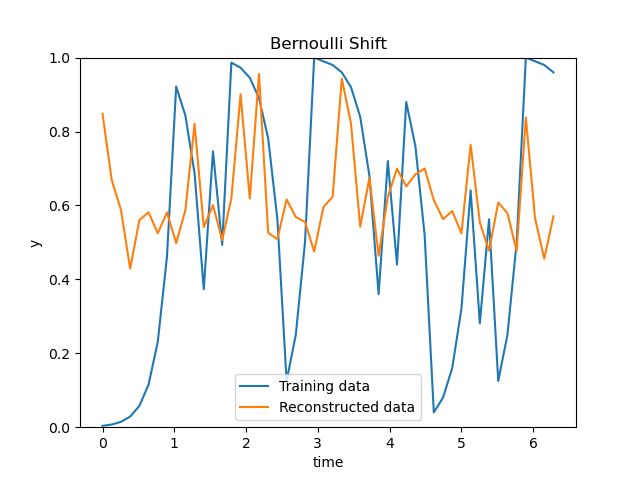 Bernoulli Shift
1.0
0.8
0.6
0.4
0.2
0.0
y
Training data
Reconstructed data
0 1 2 3 4 5 6
time